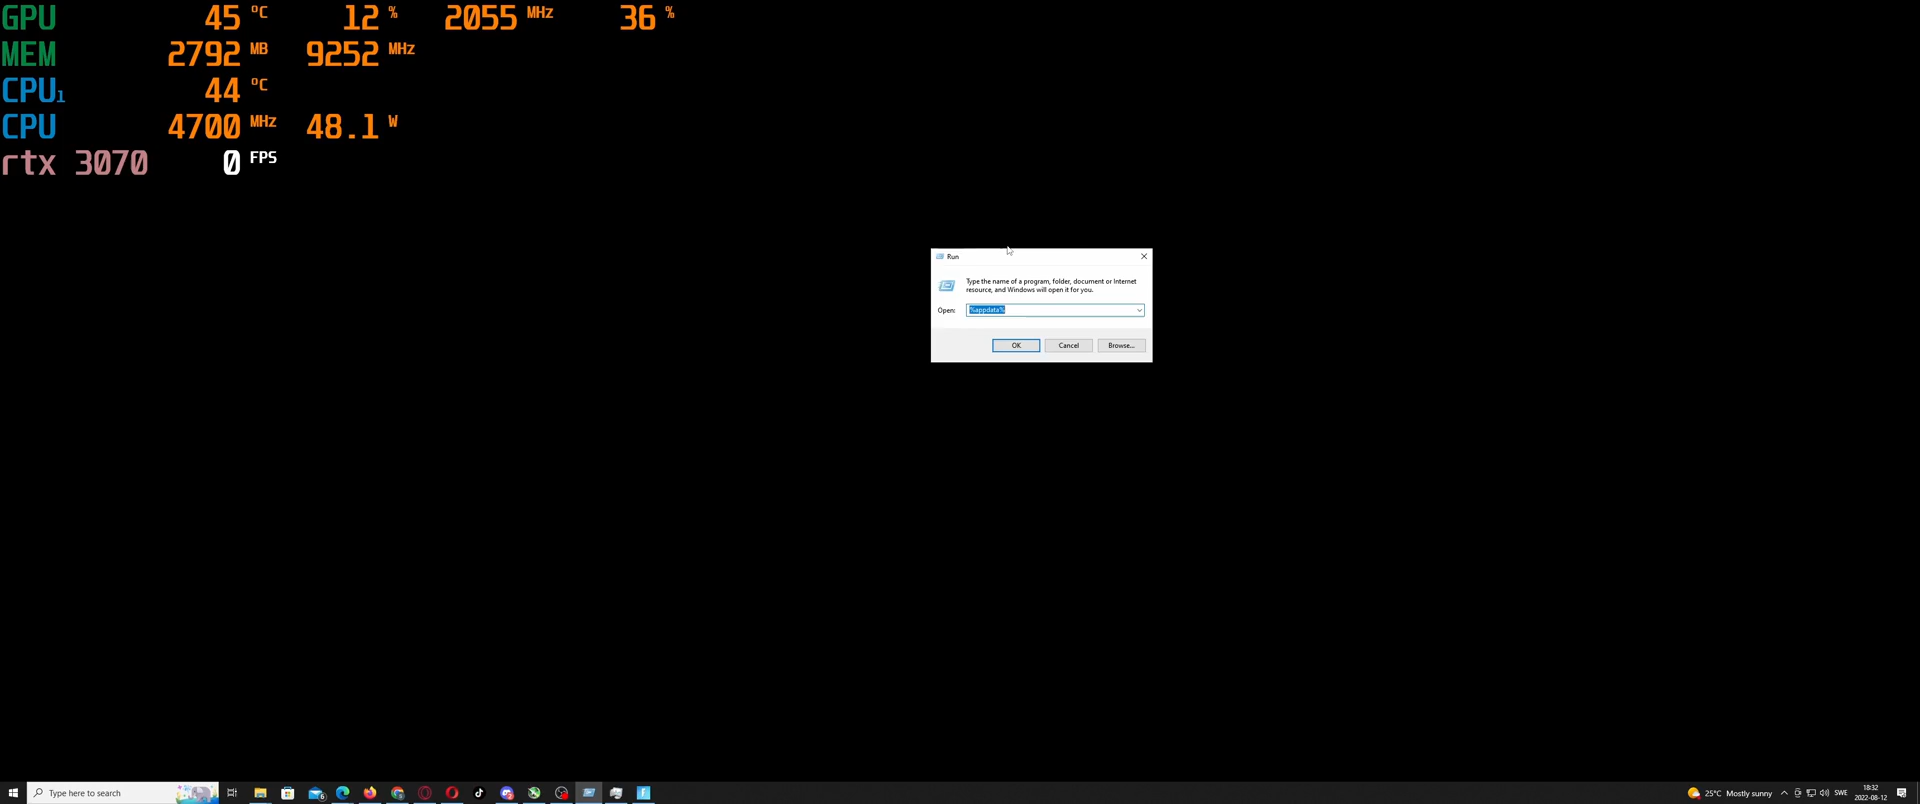 GPU 45 °C 12 % 2055 MHz 36 %
MEM 2792 MB 9252 MHz
CPU1 44 °C
CPU 4700 MHz 48.1 W
rtx 3070 0 FPS
Run
Type the name of a program, folder, document or Internet
resource, and Windows will open it for you.
Open: %appdata%
OK Cancel Browse...
Type here to search 25°C Mostly sunny SWE 18:32
2022-08-12